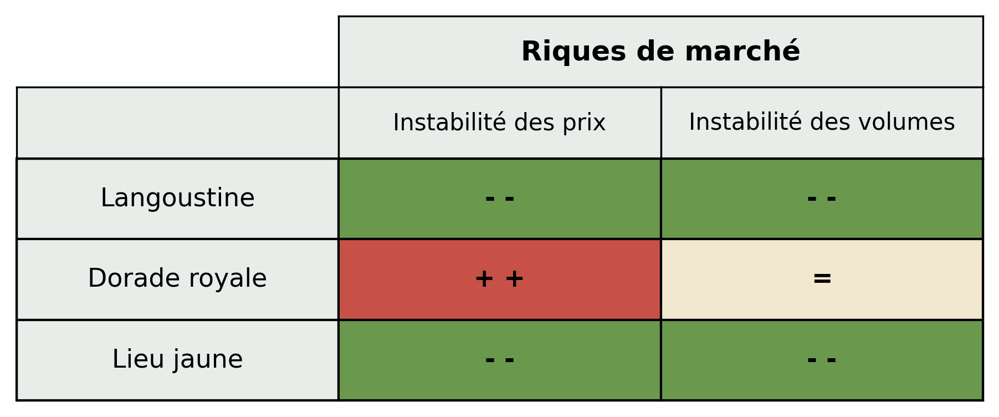 Riques de marché
Instabilité des prix Instabilité des volumes
Langoustine - - - -
Dorade royale + + =
Lieu jaune - - - -